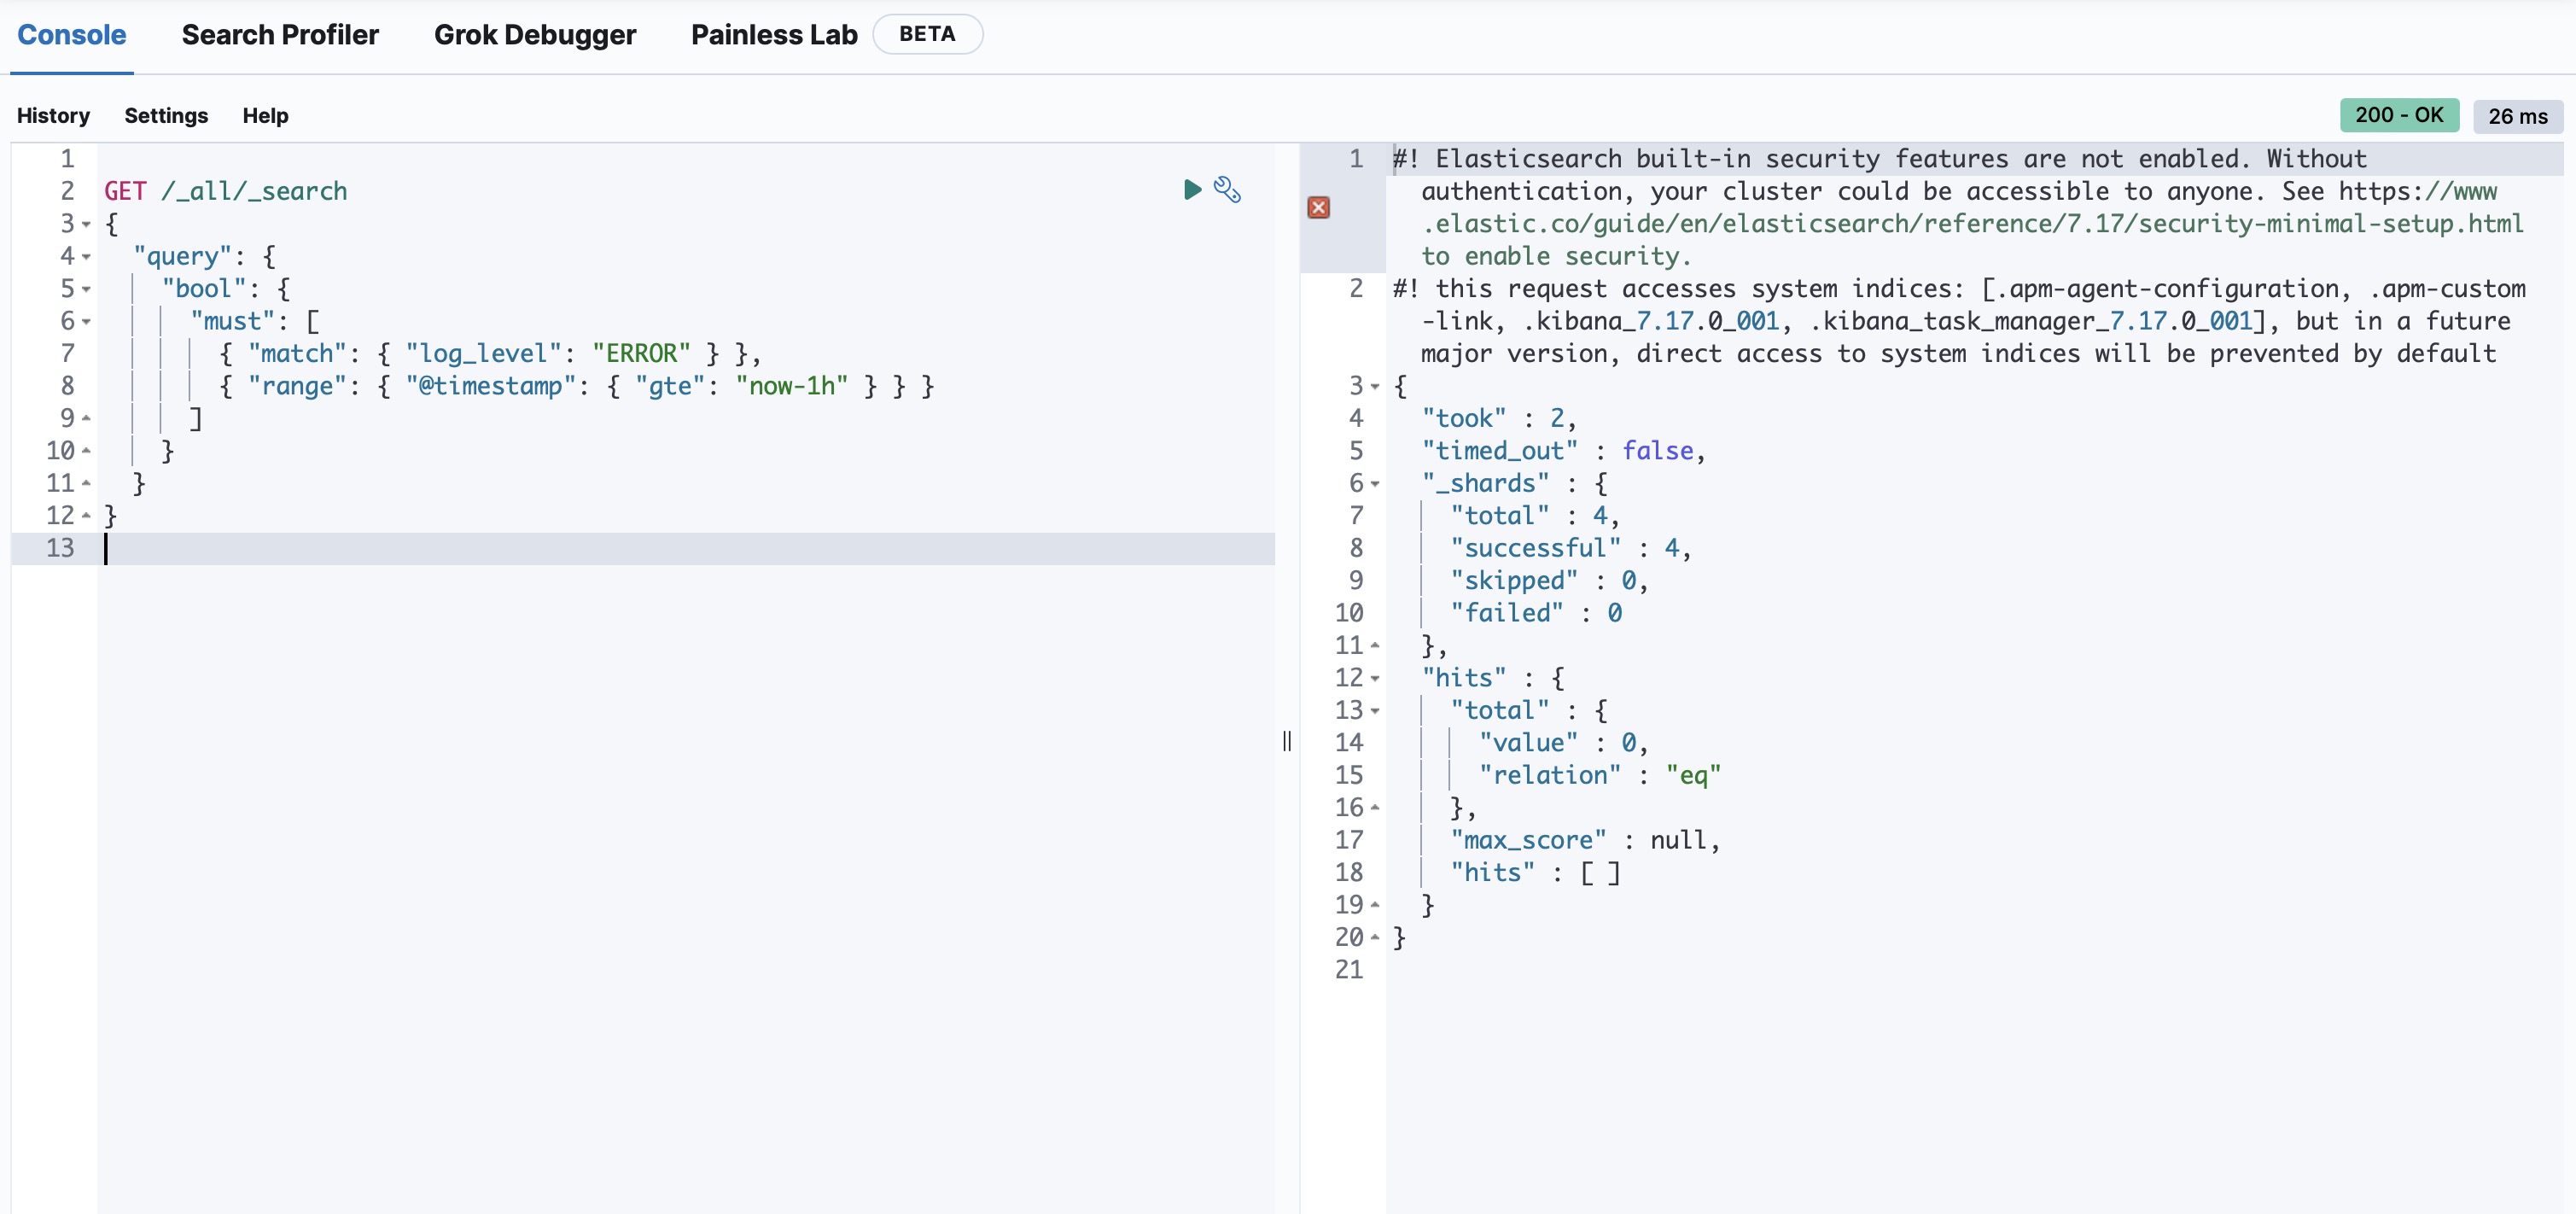 Console Search Profiler Grok Debugger Painless Lab BETA
History Settings Help 200 - OK 26 ms
1
2 GET /_all/_search
3 {
4 "query": {
5 "bool": {
6 "must": [
7 { "match": { "log_level": "ERROR" } },
8 { "range": { "@timestamp": { "gte": "now-1h" } } }
9 ]
10 }
11 }
12 }
13
1 #! Elasticsearch built-in security features are not enabled. Without
authentication, your cluster could be accessible to anyone. See https://www
.elastic.co/guide/en/elasticsearch/reference/7.17/security-minimal-setup.html
to enable security.
2 #! this request accesses system indices: [.apm-agent-configuration, .apm-custom
-link, .kibana_7.17.0_001, .kibana_task_manager_7.17.0_001], but in a future
major version, direct access to system indices will be prevented by default
3 {
4 "took" : 2,
5 "timed_out" : false,
6 "_shards" : {
7 "total" : 4,
8 "successful" : 4,
9 "skipped" : 0,
10 "failed" : 0
11 },
12 "hits" : {
13 "total" : {
14 "value" : 0,
15 "relation" : "eq"
16 },
17 "max_score" : null,
18 "hits" : [ ]
19 }
20 }
21